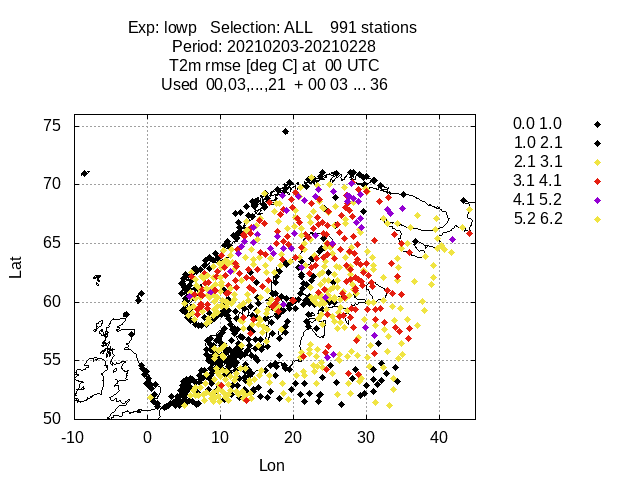 Exp: lowp   Selection: ALL    991 stations
Period: 20210203-20210228
T2m rmse [deg C] at  00 UTC
Used  00,03,...,21  + 00 03 ... 36
0.0 1.0
1.0 2.1
2.1 3.1
3.1 4.1
4.1 5.2
5.2 6.2
75
70
65
60
55
50
Lat
-10 0 10 20 30 40
Lon